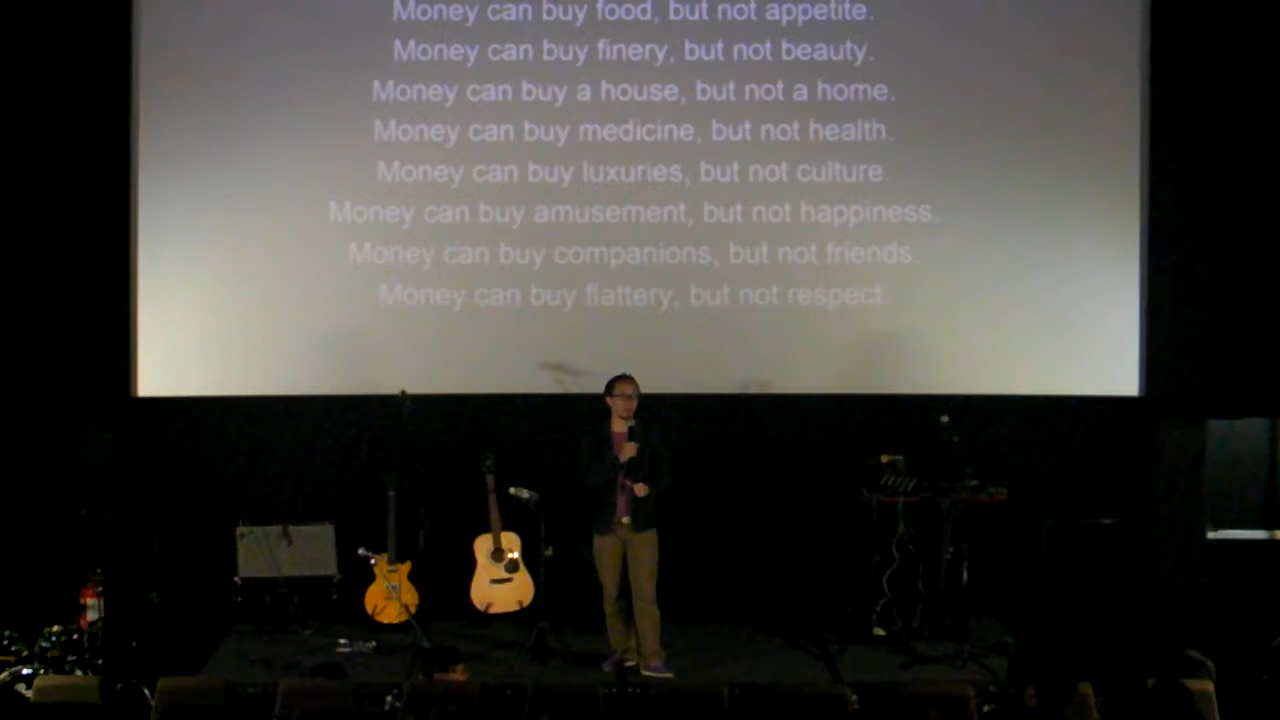 Money can buy food, but not appetite.
Money can buy finery, but not beauty.
Money can buy a house, but not a home.
Money can buy medicine, but not health.
Money can buy luxuries, but not culture.
Money can buy amusement, but not happiness.
Money can buy companions, but not friends.
Money can buy flattery, but not respect.